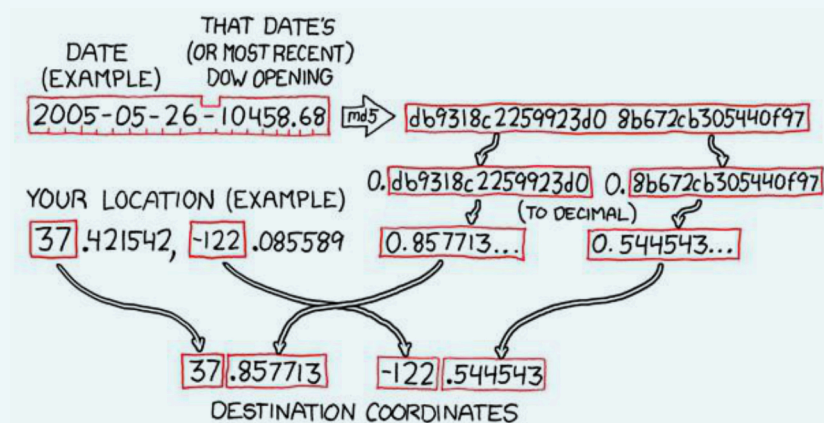 DATE
(EXAMPLE)
THAT DATE'S
(OR MOST RECENT)
DOW OPENING
2005-05-26-10458.68
md5
db9318c2259923d0 8b672cb305440f97
0.db9318c2259923d0
0.8b672cb305440f97
(TO DECIMAL)
YOUR LOCATION (EXAMPLE)
37.421542, -122.085589
0.857713...
0.544543...
37.857713
-122.544543
DESTINATION COORDINATES